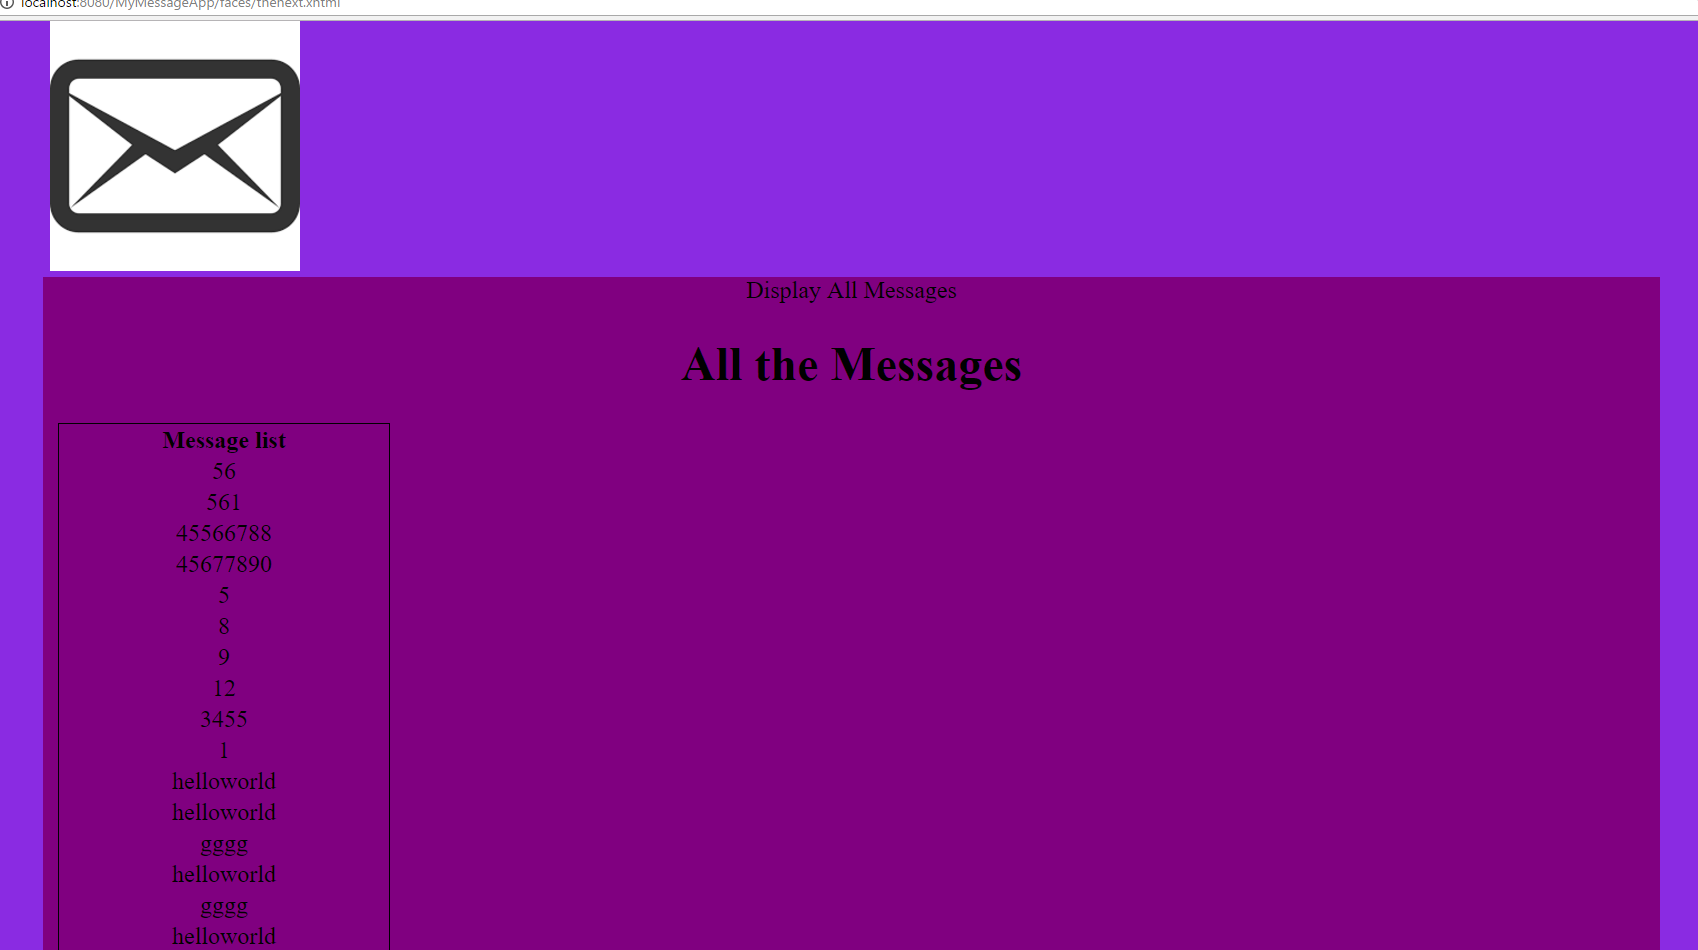 localhost:8080/MyMessageApp/faces/thenext.xhtml
Display All Messages
All the Messages
Message list
56
561
45566788
45677890
5
8
9
12
3455
1
helloworld
helloworld
gggg
helloworld
gggg
helloworld